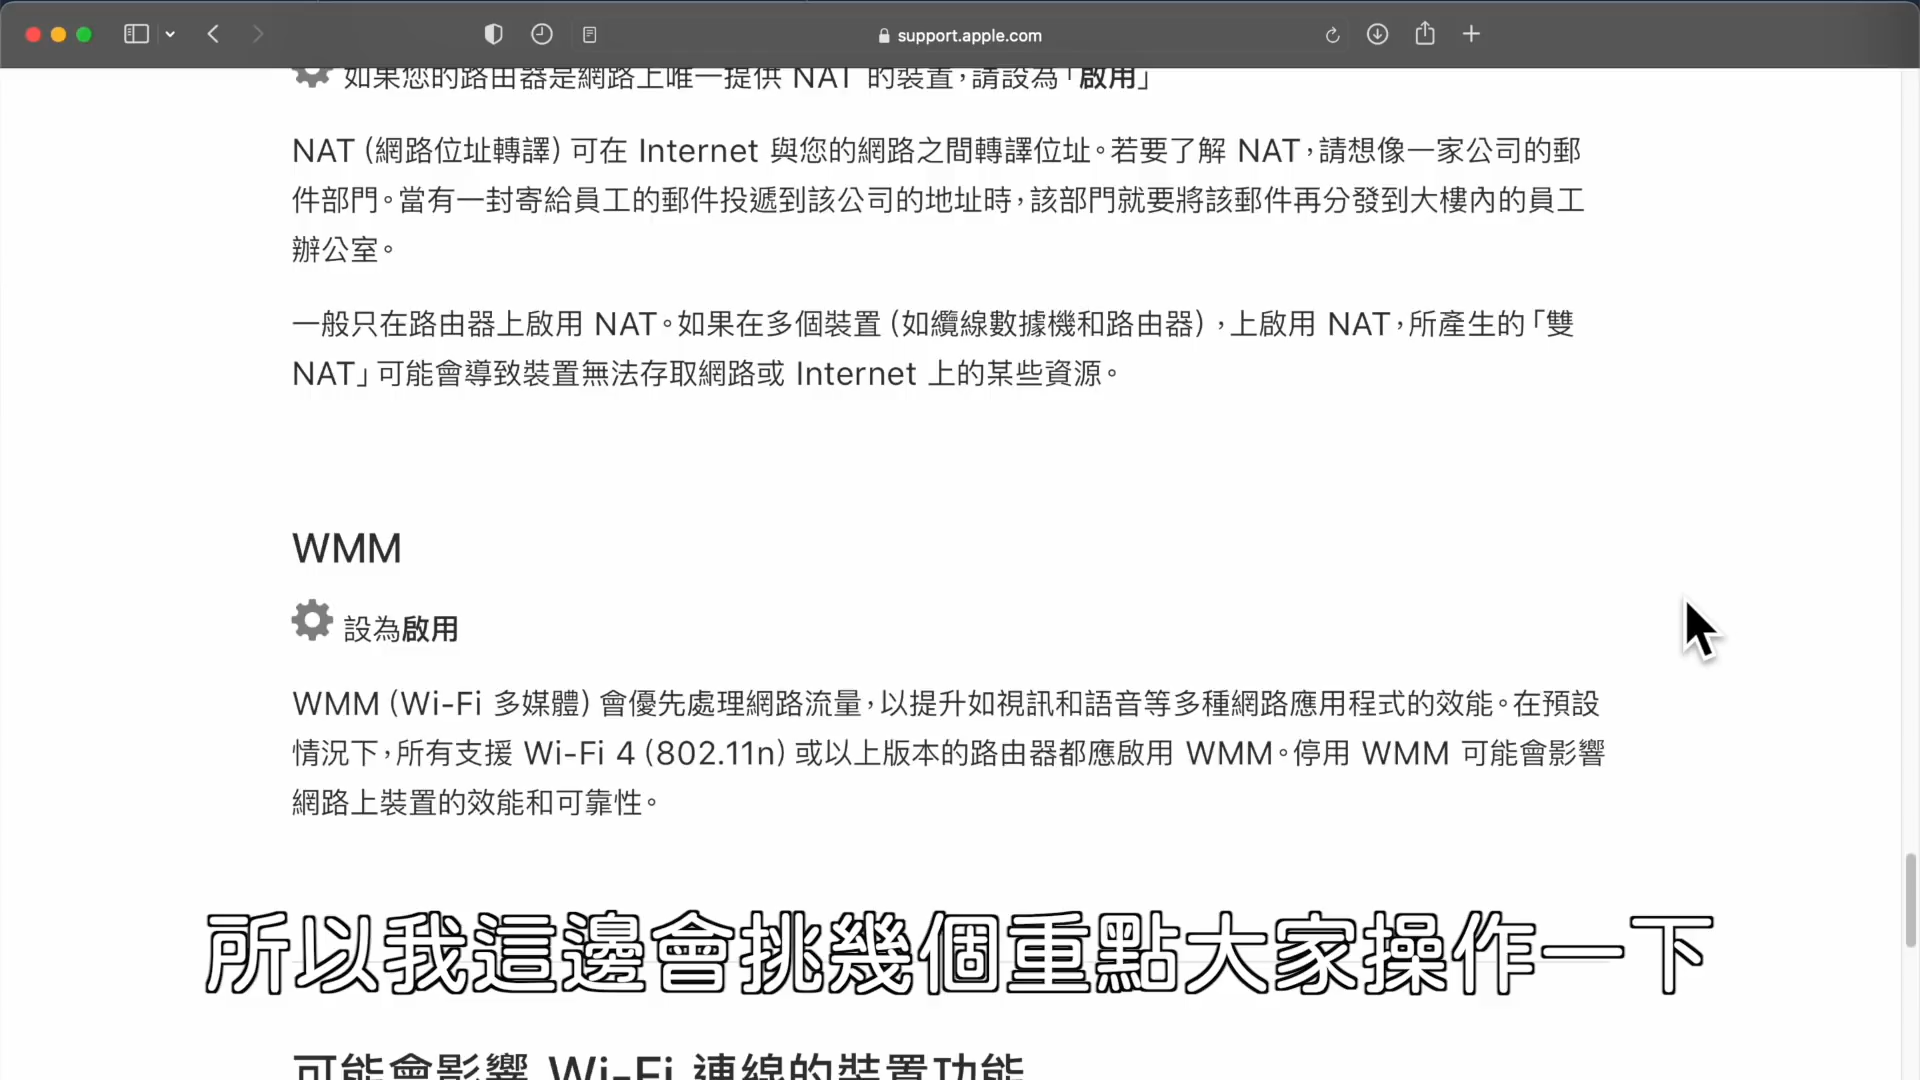 support.apple.com
如果您的路由器是網路上唯一提供 NAT 的裝置，請設為「啟用」
NAT（網路位址轉譯）可在 Internet 與您的網路之間轉譯位址。若要了解 NAT，請想像一家公司的郵
件部門。當有一封寄給員工的郵件投遞到該公司的地址時，該部門就要將該郵件再分發到大樓內的員工
辦公室。
一般只在路由器上啟用 NAT。如果在多個裝置（如纜線數據機和路由器），上啟用 NAT，所產生的「雙
NAT」可能會導致裝置無法存取網路或 Internet 上的某些資源。
WMM
設為啟用
WMM（Wi-Fi 多媒體）會優先處理網路流量，以提升如視訊和語音等多種網路應用程式的效能。在預設
情況下，所有支援 Wi-Fi 4（802.11n）或以上版本的路由器都應啟用 WMM。停用 WMM 可能會影響
網路上裝置的效能和可靠性。
所以我這邊會挑幾個重點大家操作一下
可能會影響 Wi-Fi 連線的裝置功能